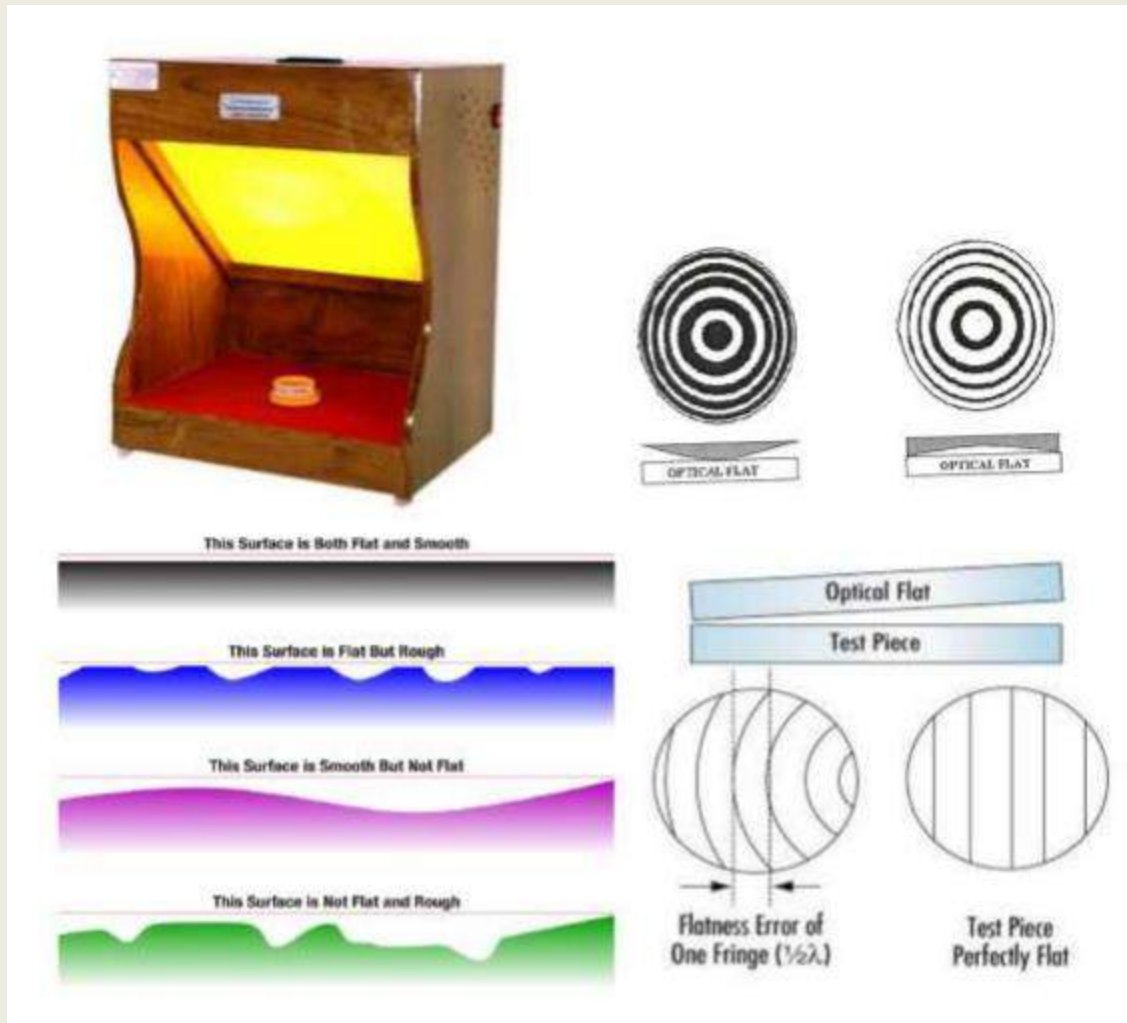 OPTICAL FLAT
OPTICAL FLAT
This Surface is Both Flat and Smooth
This Surface is Flat But Rough
This Surface is Smooth But Not Flat
This Surface is Not Flat and Rough
Optical Flat
Test Piece
Flatness Error of
One Fringe (½λ)
Test Piece
Perfectly Flat